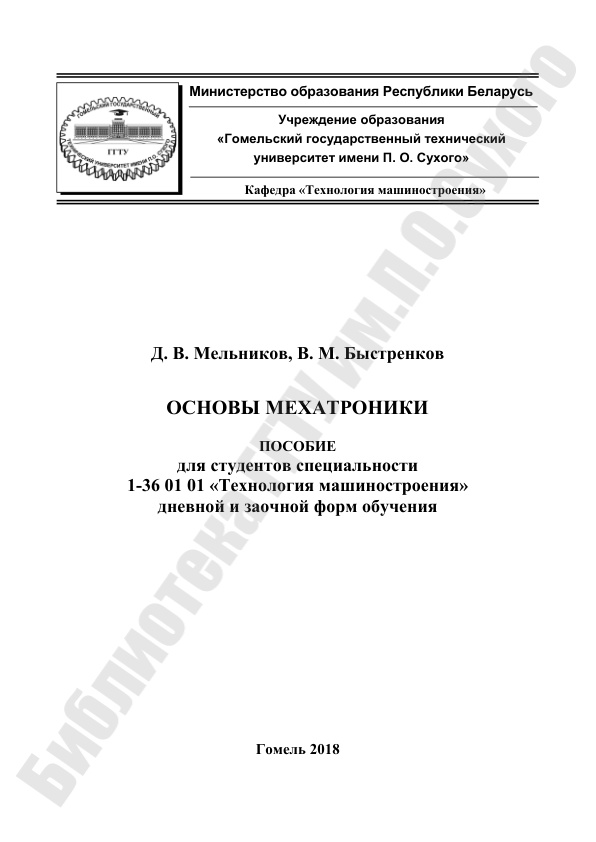 Министерство образования Республики Беларусь
Учреждение образования
«Гомельский государственный технический
университет имени П. О. Сухого»
Кафедра «Технология машиностроения»
ГОМЕЛЬСКИЙ ГОСУДАРСТВЕННЫЙ
ТЕХНИЧЕСКИЙ УНИВЕРСИТЕТ ИМЕНИ П.О. СУХОГО
ГГТУ
Д. В. Мельников, В. М. Быстренков
ОСНОВЫ МЕХАТРОНИКИ
ПОСОБИЕ
для студентов специальности
1-36 01 01 «Технология машиностроения»
дневной и заочной форм обучения
Гомель 2018
Библиотека ГГТУ им.П.О.Сухого